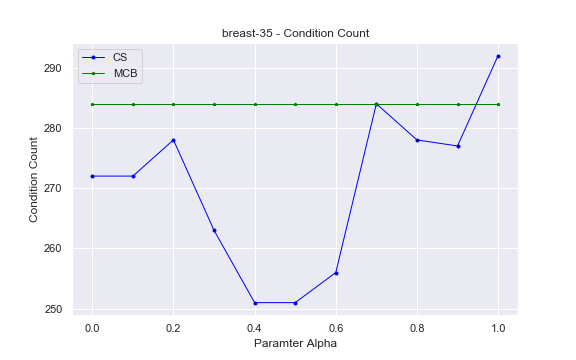 breast-35 - Condition Count
CS
MCB
290
280
270
260
250
Condition Count
0.0 0.2 0.4 0.6 0.8 1.0
Paramter Alpha